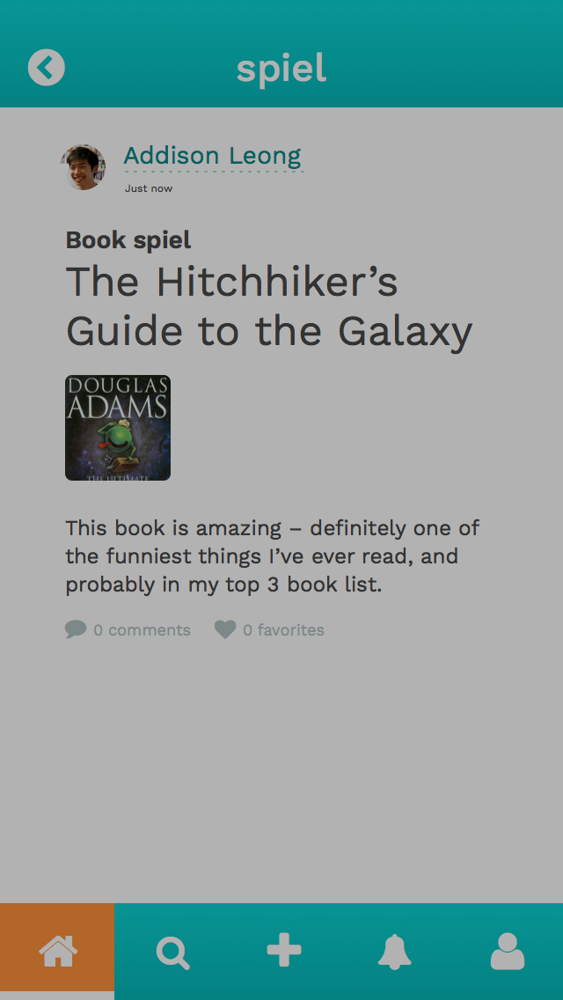 spiel
Addison Leong
Just now
Book spiel
The Hitchhiker’s
Guide to the Galaxy
DOUGLAS
ADAMS
THE ULTIMATE
This book is amazing – definitely one of
the funniest things I’ve ever read, and
probably in my top 3 book list.
0 comments 0 favorites